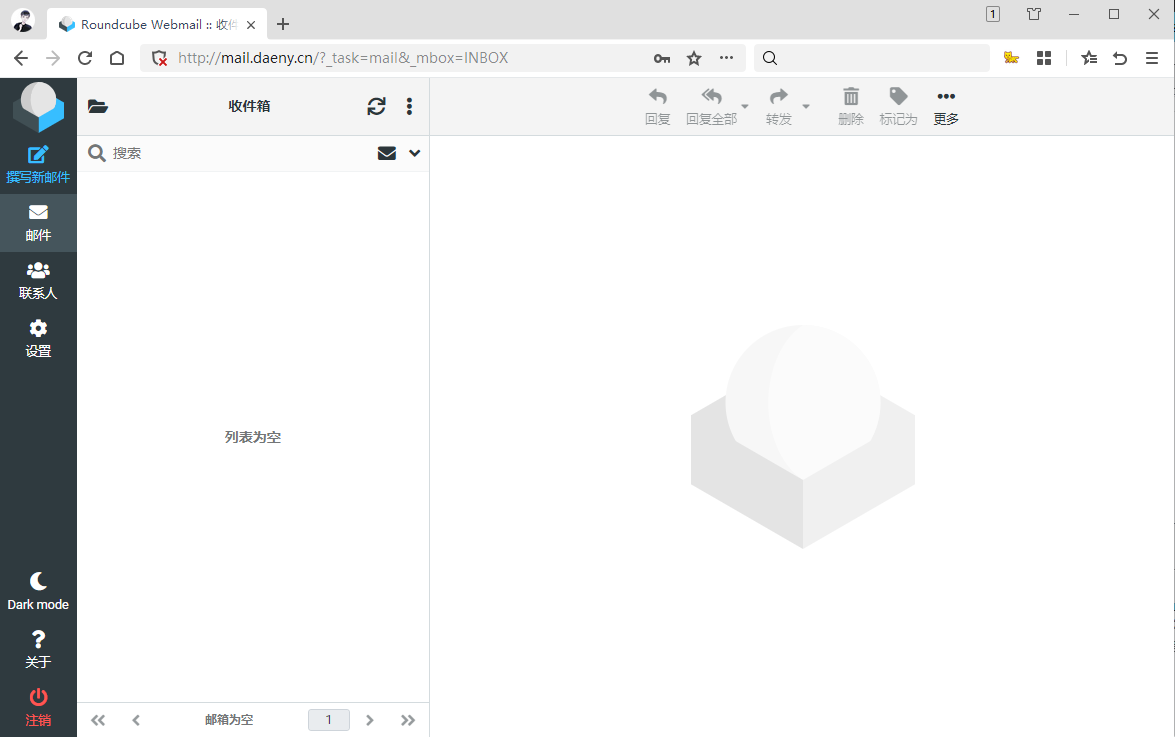 Roundcube Webmail :: 收件
1
http://mail.daeny.cn/?_task=mail&_mbox=INBOX
撰写新邮件
邮件
联系人
设置
Dark mode
关于
注销
收件箱
搜索
列表为空
邮箱为空
1
回复
回复全部
转发
删除
标记为
更多